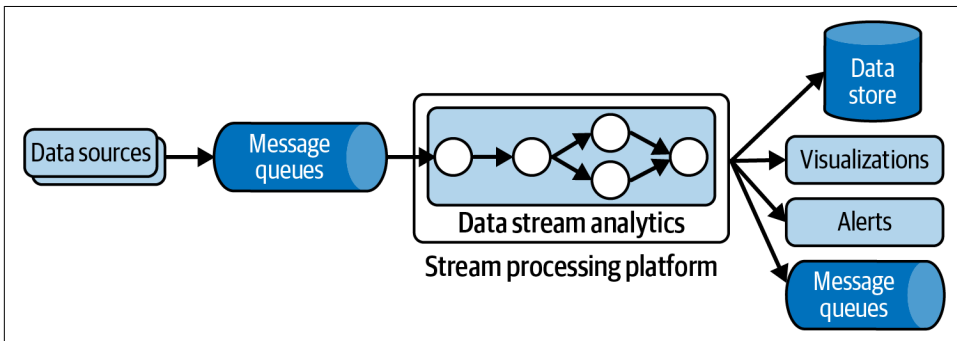 Data sources
Message
queues
Data stream analytics
Stream processing platform
Data
store
Visualizations
Alerts
Message
queues